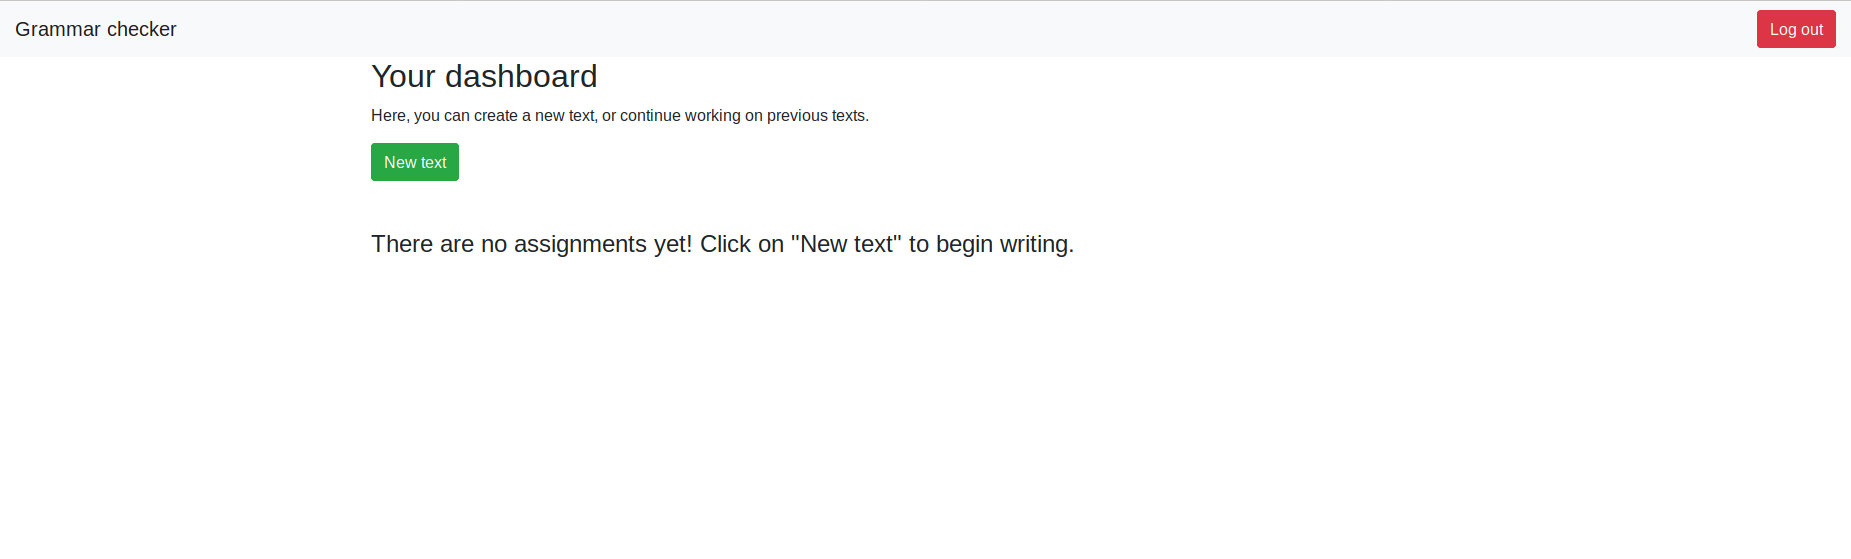 Grammar checker
Log out
Your dashboard
Here, you can create a new text, or continue working on previous texts.
New text
There are no assignments yet! Click on "New text" to begin writing.